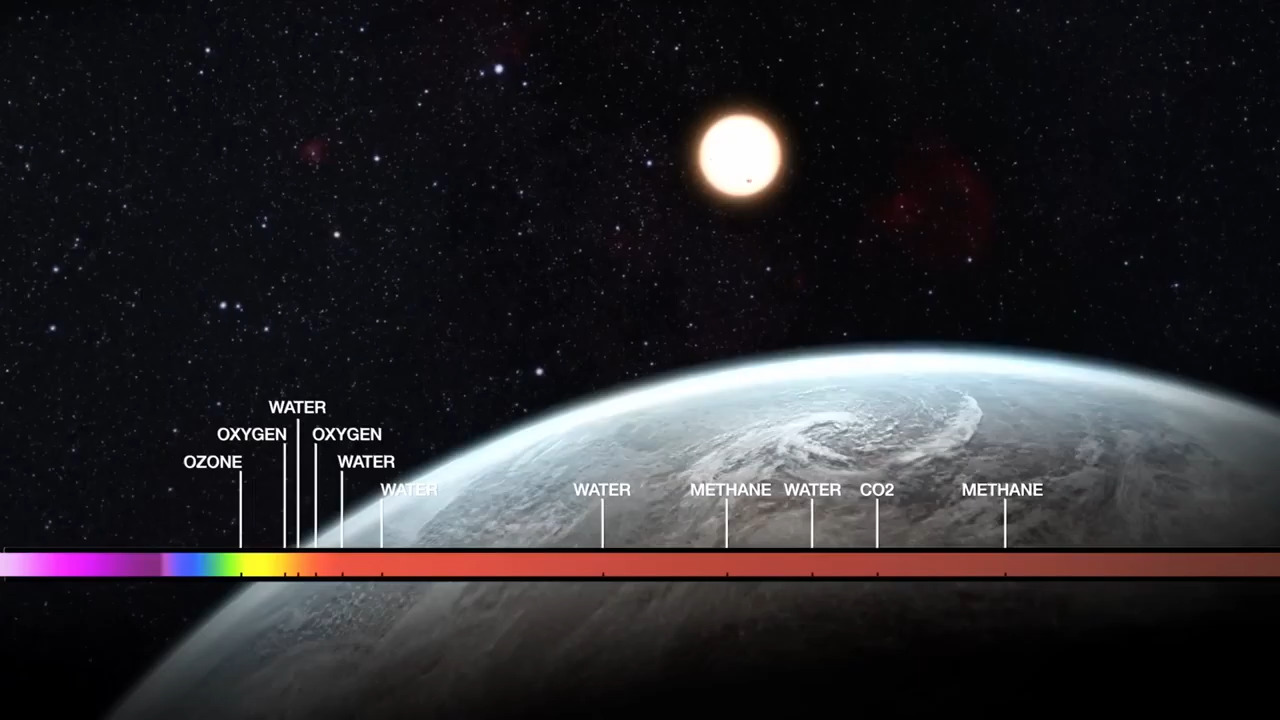 WATER
OXYGEN OXYGEN
OZONE WATER
WATER WATER METHANE WATER CO2 METHANE